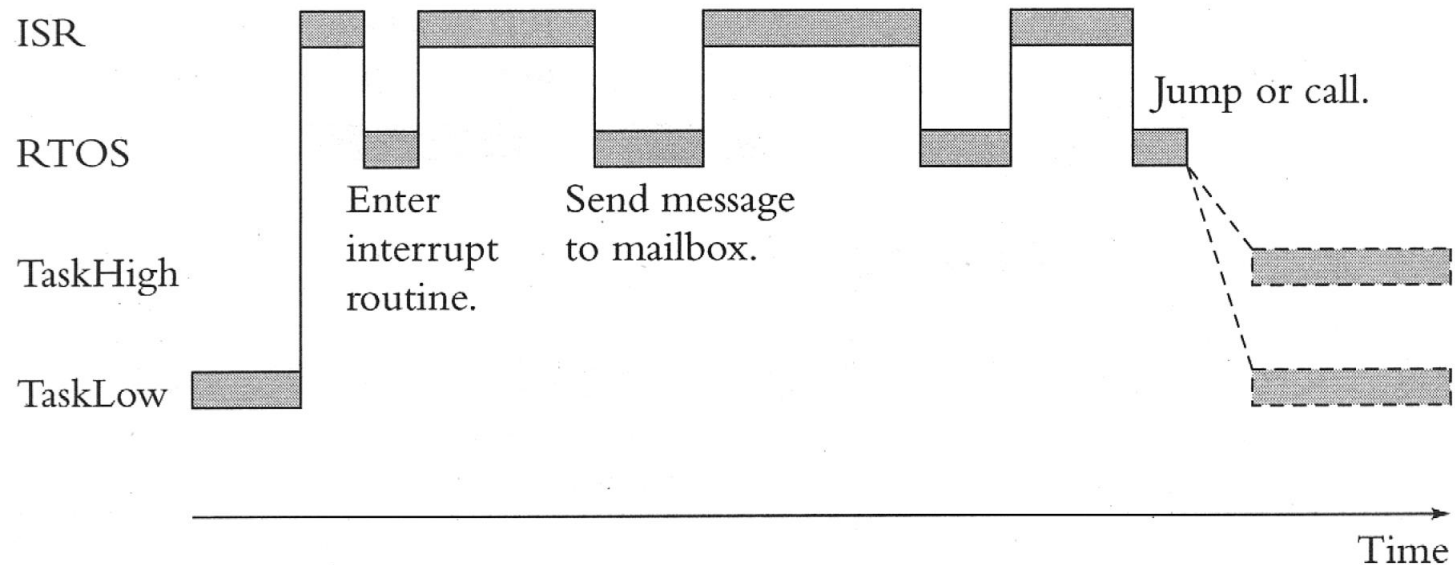 ISR
Jump or call.
RTOS
Enter
interrupt
routine.
Send message
to mailbox.
TaskHigh
TaskLow
Time